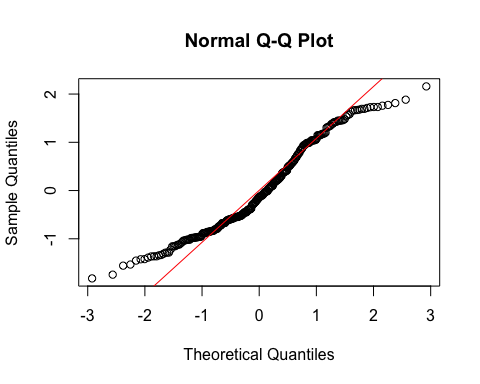 Normal Q-Q Plot
Sample Quantiles
2
1
0
-1
-3 -2 -1 0 1 2 3
Theoretical Quantiles